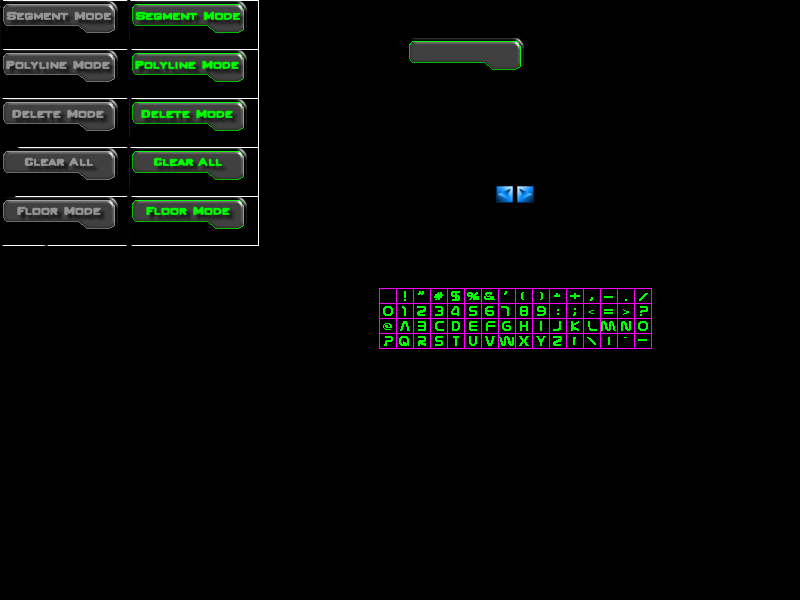 SEGMENT MODE SEGMENT MODE
POLYLINE MODE POLYLINE MODE
DELETE MODE DELETE MODE
CLEAR ALL CLEAR ALL
FLOOR MODE FLOOR MODE
! " # $ % & ' ( ) * + , - . /
0 1 2 3 4 5 6 7 8 9 : ; < = > ?
@ A B C D E F G H I J K L M N O
P Q R S T U V W X Y Z [ \ ] ^ _